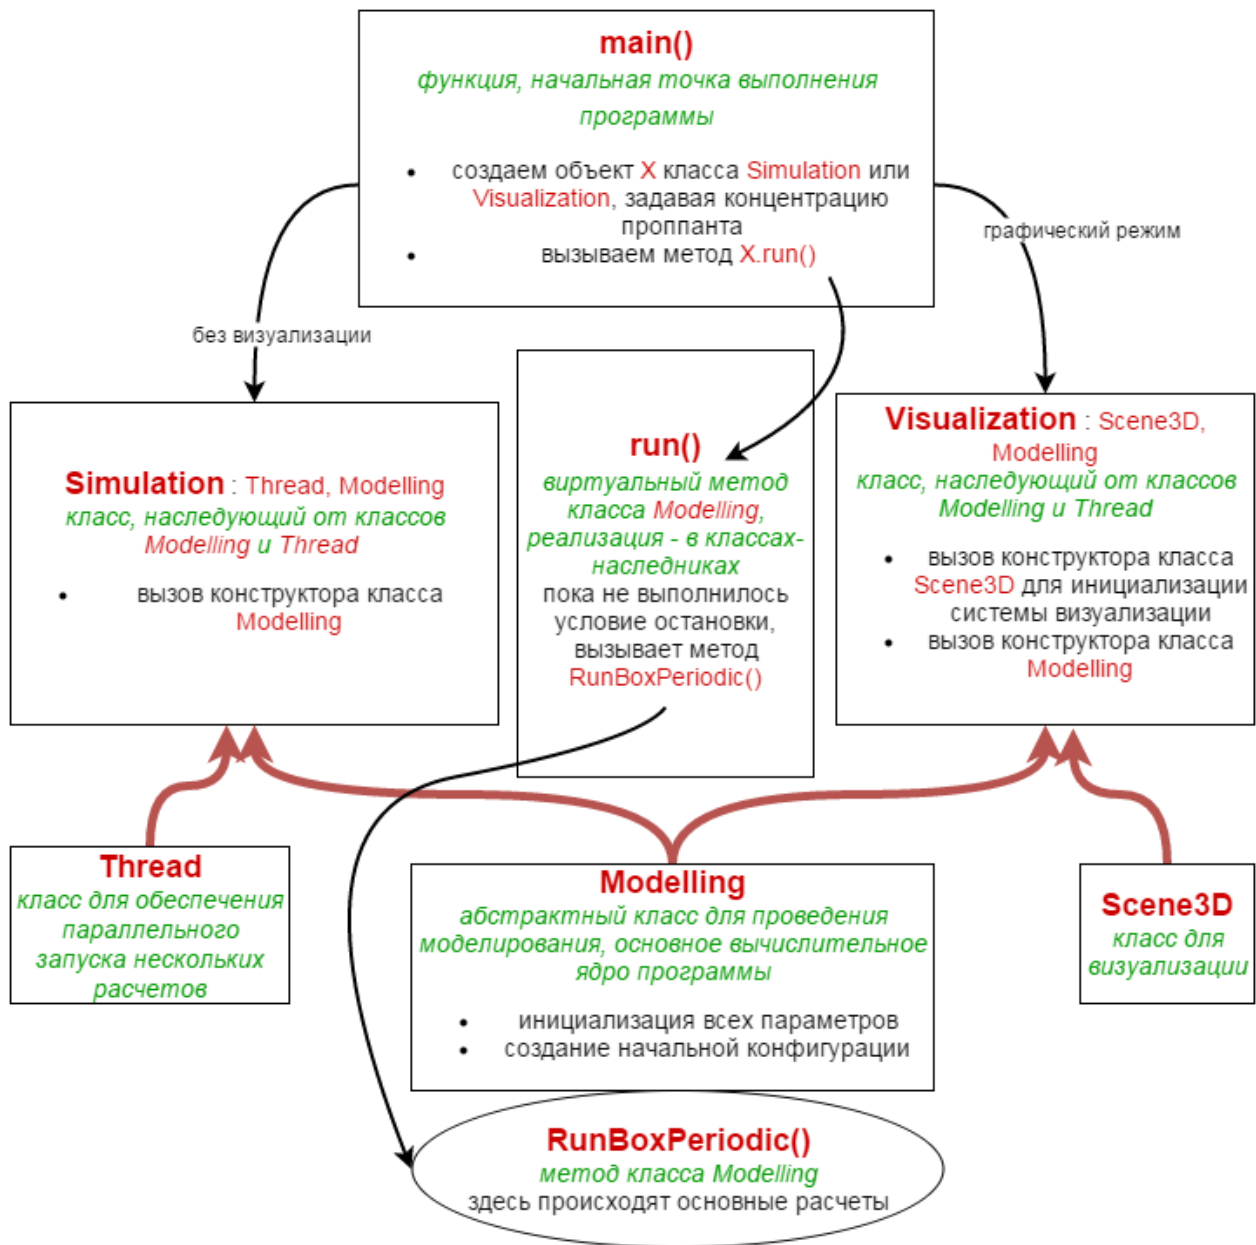 main()
функция, начальная точка выполнения
программы
• создаем объект X класса Simulation или
Visualization, задавая концентрацию
проппанта
• вызываем метод X.run()
графический режим
без визуализации
Simulation : Thread, Modelling
класс, наследующий от классов
Modelling и Thread
• вызов конструктора класса
Modelling
run()
виртуальный метод
класса Modelling,
реализация - в классах-
наследниках
пока не выполнилось
условие остановки,
вызывает метод
RunBoxPeriodic()
Visualization : Scene3D,
Modelling
класс, наследующий от классов
Modelling и Thread
• вызов конструктора класса
Scene3D для инициализации
системы визуализации
• вызов конструктора класса
Modelling
Thread
класс для обеспечения
параллельного
запуска нескольких
расчетов
Modelling
абстрактный класс для проведения
моделирования, основное вычислительное
ядро программы
• инициализация всех параметров
• создание начальной конфигурации
Scene3D
класс для
визуализации
RunBoxPeriodic()
метод класса Modelling
здесь происходят основные расчеты